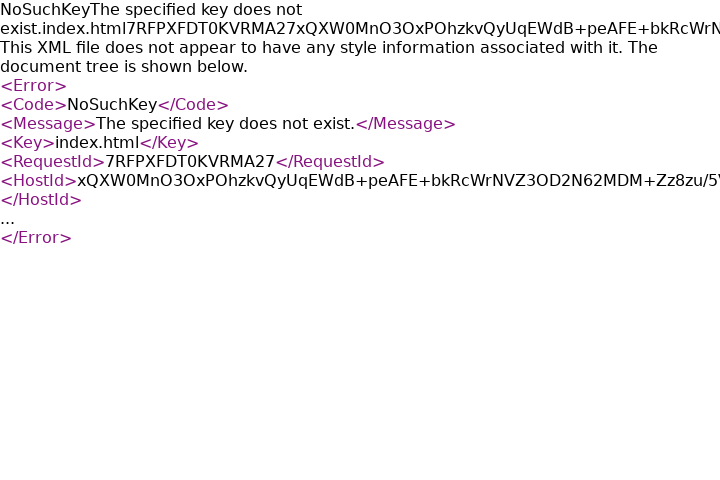 NoSuchKeyThe specified key does not
exist.index.html7RFPXFDT0KVRMA27xQXW0MnO3OxPOhzkvQyUqEWdB+peAFE+bkRcWrN
This XML file does not appear to have any style information associated with it. The
document tree is shown below.
<Error>
<Code>NoSuchKey</Code>
<Message>The specified key does not exist.</Message>
<Key>index.html</Key>
<RequestId>7RFPXFDT0KVRMA27</RequestId>
<HostId>xQXW0MnO3OxPOhzkvQyUqEWdB+peAFE+bkRcWrNVZ3OD2N62MDM+Zz8zu/5V
</HostId>
...
</Error>